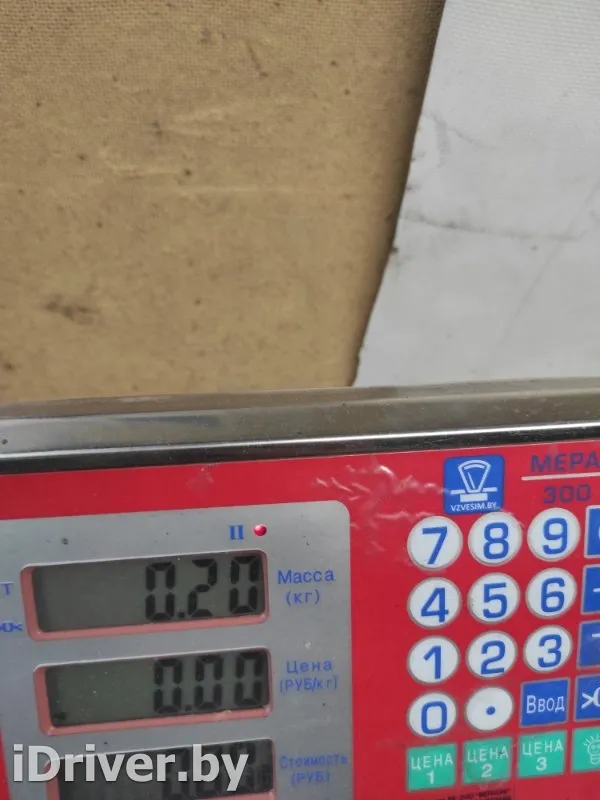 VZVESIM.BY
МЕРА
300
II
Т
0.20
Масса
(кг)
7 8 9
4 5 6
0.00
Цена
(РУБ/кг)
1 2 3
0 • Ввод >0
Стоимость
(РУБ)
ЦЕНА 1
ЦЕНА 2
ЦЕНА 3
iDriver.by